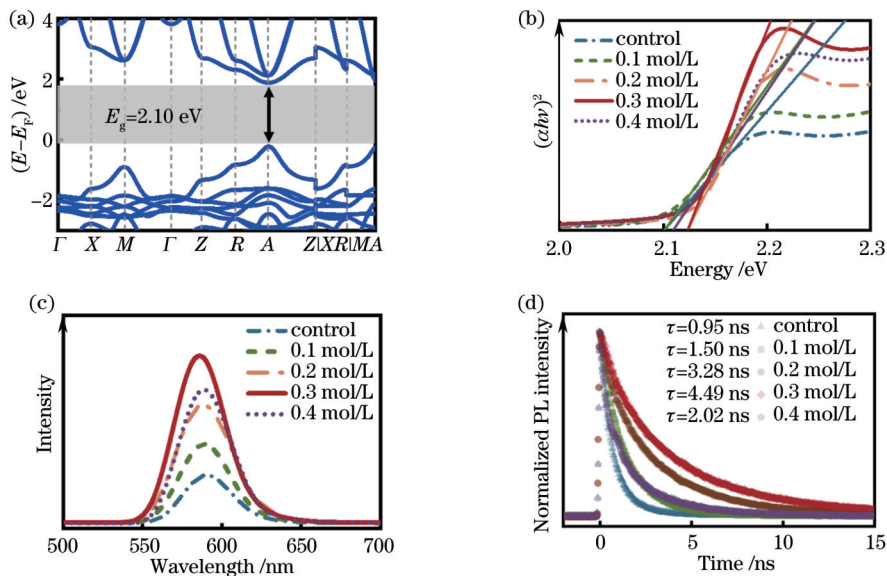 (a)
4
2
0
−2
(E−E_F) /eV
E_g=2.10 eV
Γ X M Γ Z R A Z|XR|MA
(b)
(αhν)²
control
0.1 mol/L
0.2 mol/L
0.3 mol/L
0.4 mol/L
2.0 2.1 2.2 2.3
Energy /eV
(c)
Intensity
control
0.1 mol/L
0.2 mol/L
0.3 mol/L
0.4 mol/L
500 550 600 650 700
Wavelength /nm
(d)
Normalized PL intensity
τ=0.95 ns control
τ=1.50 ns 0.1 mol/L
τ=3.28 ns 0.2 mol/L
τ=4.49 ns 0.3 mol/L
τ=2.02 ns 0.4 mol/L
0 5 10 15
Time /ns